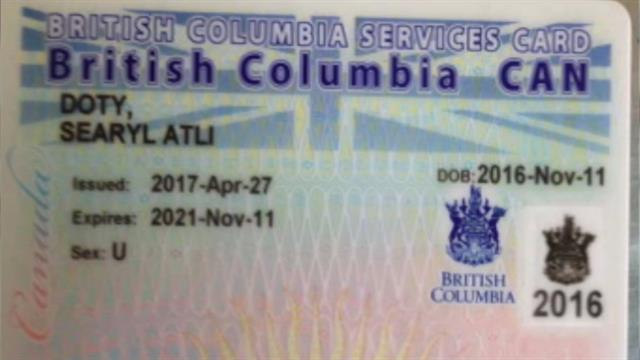 BRITISH COLUMBIA SERVICES CARD
British Columbia CAN
DOTY,
SEARYL ATLI
Issued: 2017-Apr-27
DOB: 2016-Nov-11
Expires: 2021-Nov-11
Sex: U
BRITISH
COLUMBIA
2016
Canada